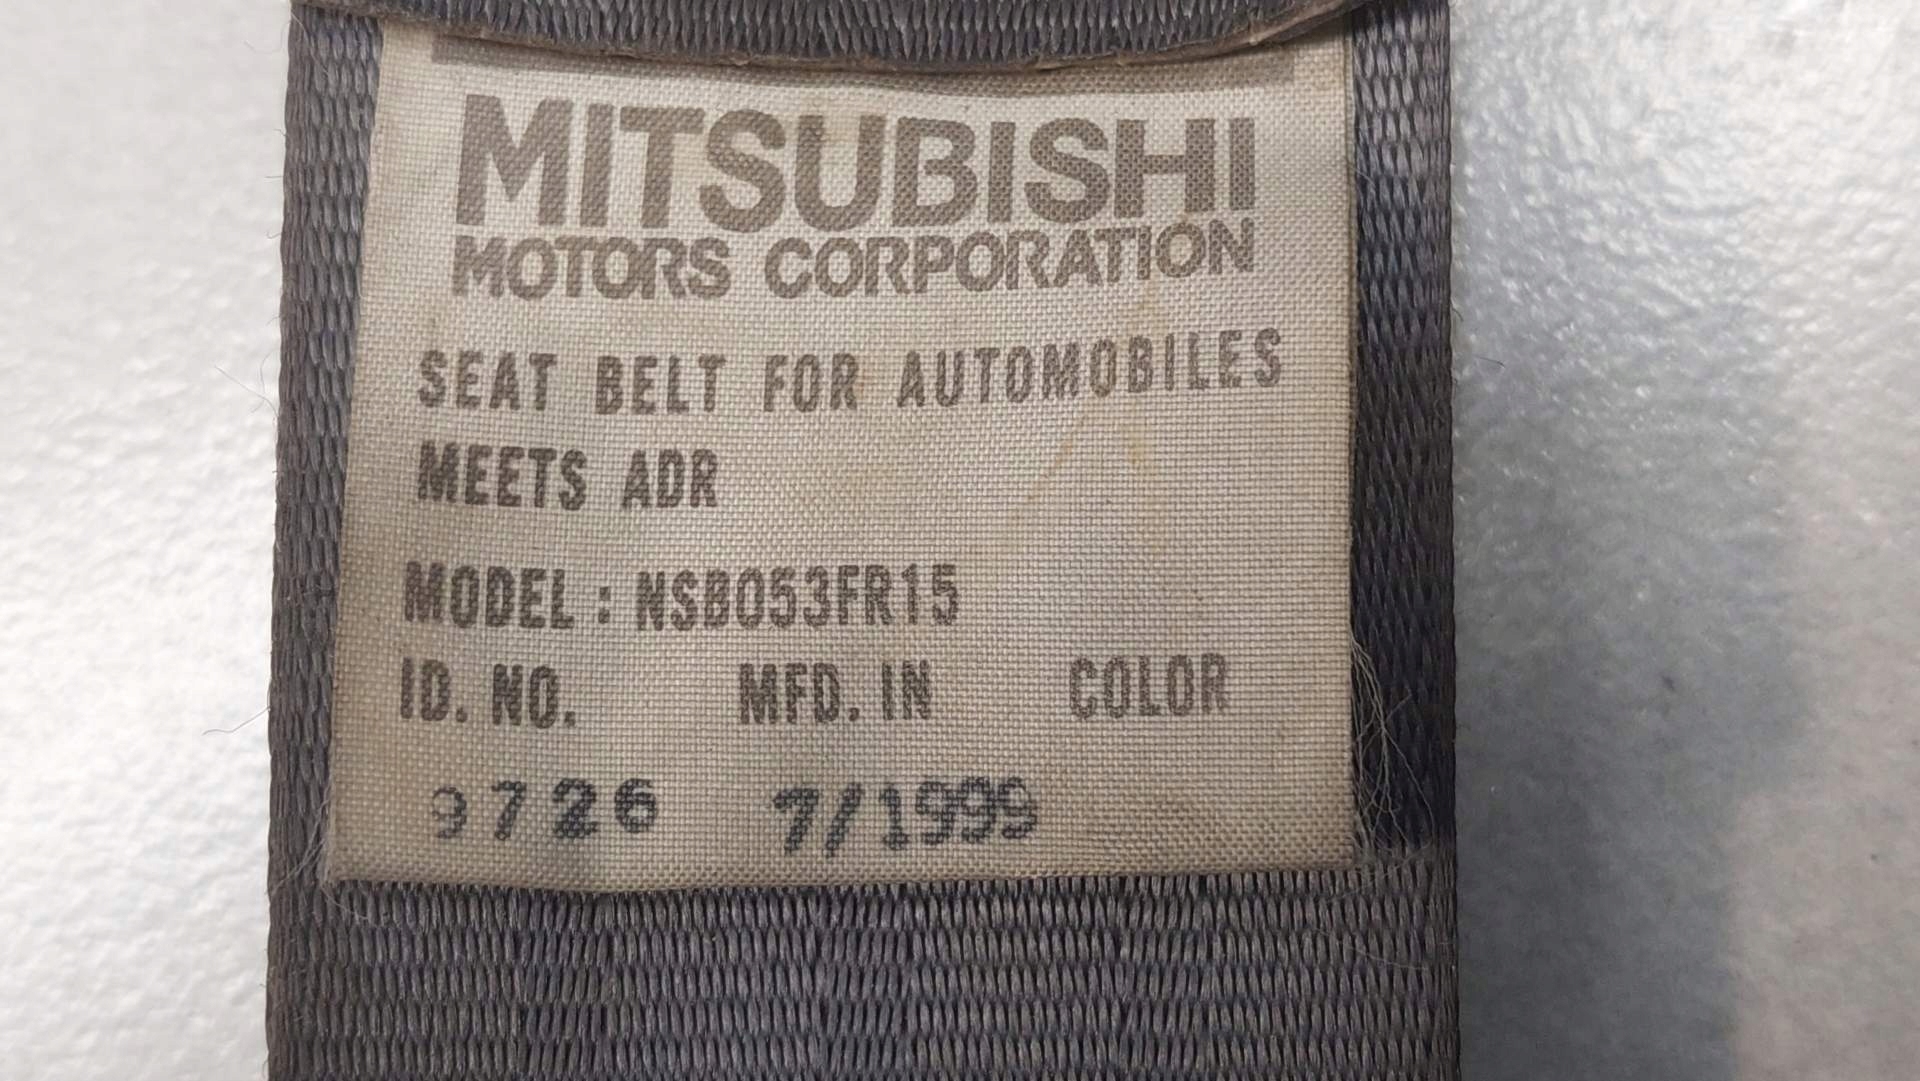 MITSUBISHI
MOTORS CORPORATION
SEAT BELT FOR AUTOMOBILES
MEETS ADR
MODEL : NSB053FR15
ID. NO. MFD. IN COLOR
9726 7/1999